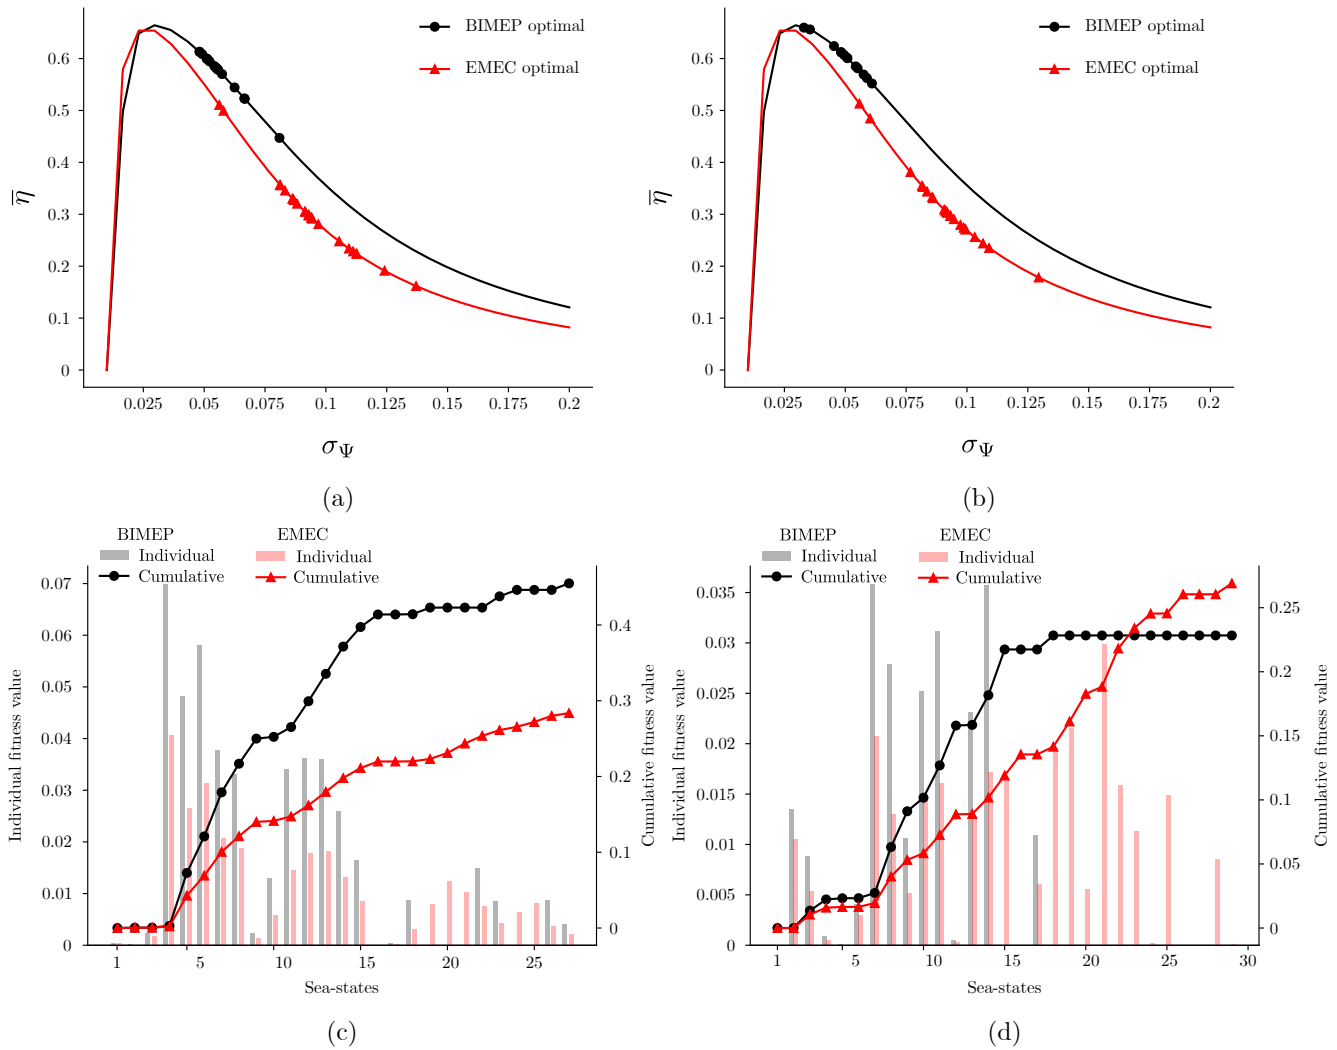 BIMEP optimal
EMEC optimal
0.6
0.5
0.4
0.3
0.2
0.1
0
η̅
0.025 0.05 0.075 0.1 0.125 0.15 0.175 0.2
σΨ
(a)
BIMEP optimal
EMEC optimal
0.6
0.5
0.4
0.3
0.2
0.1
0
η̅
0.025 0.05 0.075 0.1 0.125 0.15 0.175 0.2
σΨ
(b)
BIMEP EMEC
Individual Individual
Cumulative Cumulative
0.07
0.06
0.05
0.04
0.03
0.02
0.01
0
Individual fitness value
0.4
0.3
0.2
0.1
0
Cumulative fitness value
1 5 10 15 20 25
Sea-states
(c)
BIMEP EMEC
Individual Individual
Cumulative Cumulative
0.035
0.03
0.025
0.02
0.015
0.01
0.005
0
Individual fitness value
0.25
0.2
0.15
0.1
0.05
0
Cumulative fitness value
1 5 10 15 20 25 30
Sea-states
(d)